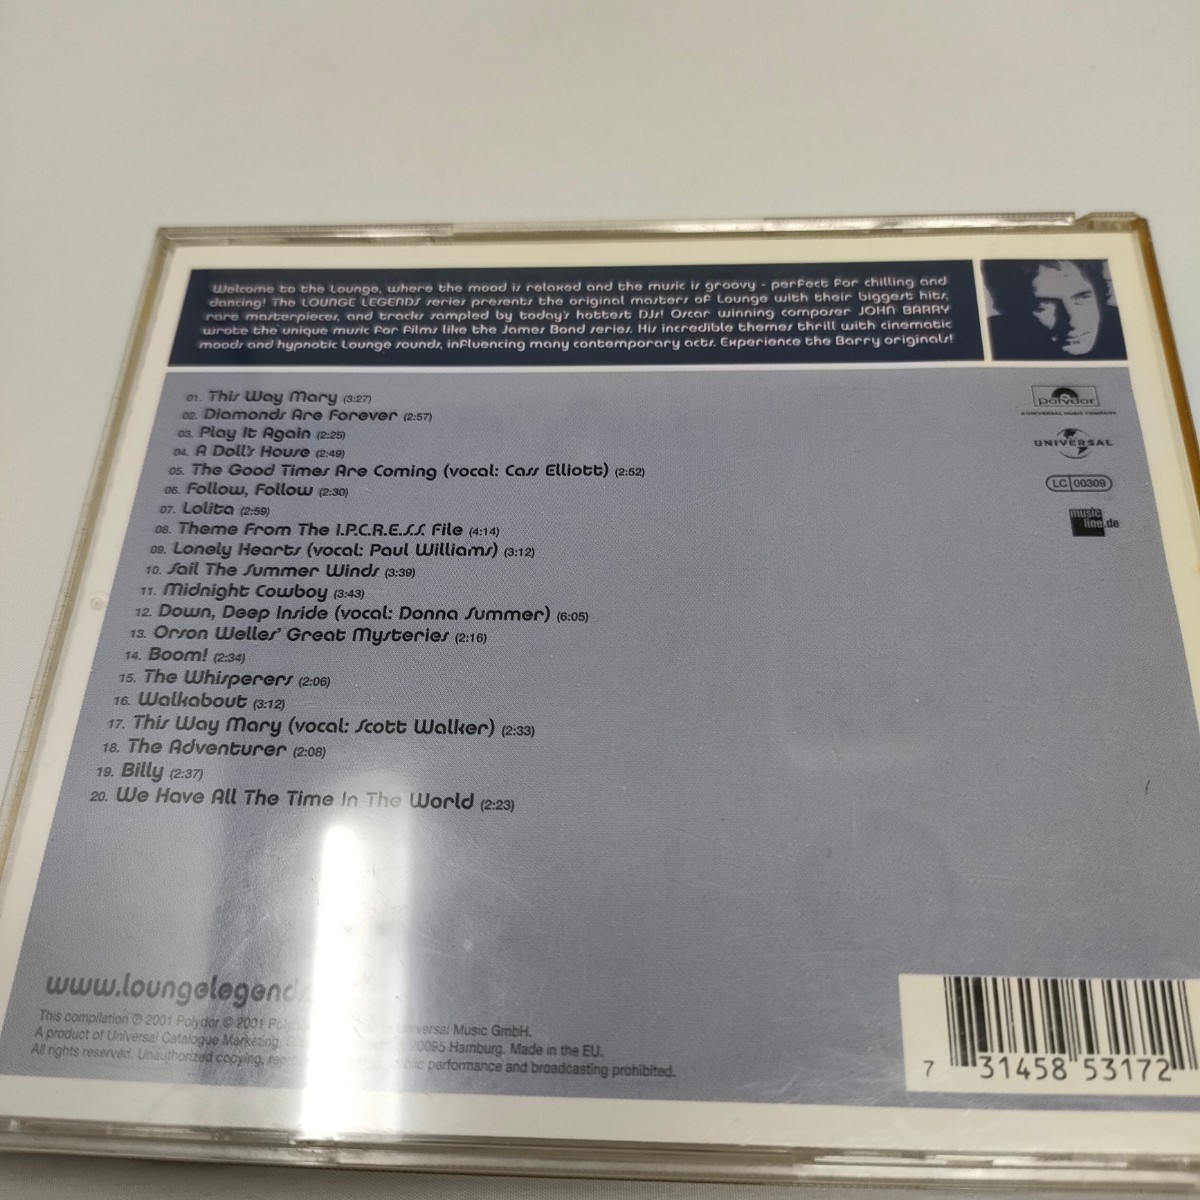 Welcome to the Lounge, where the mood is relaxed and the music is groovy - perfect for chilling and
dancing! The LOUNGE LEGENDS series presents the original masters of Lounge with their biggest hits,
rare masterpieces, and tracks sampled by today's hottest DJs! Oscar winning composer JOHN BARRY
wrote the unique music for films like the James Bond series. His incredible themes thrill with cinematic
moods and hypnotic Lounge sounds, influencing many contemporary acts. Experience the Barry originals!
01. This Way Mary (3:27)
02. Diamonds Are Forever (2:57)
03. Play It Again (2:25)
04. A Doll's House (2:49)
05. The Good Times Are Coming (vocal: Cass Elliott) (2:52)
06. Follow, Follow (2:30)
07. Lolita (2:59)
08. Theme From The I.P.C.R.E.S.S. File (4:14)
09. Lonely Hearts (vocal: Paul Williams) (3:12)
10. Sail The Summer Winds (3:39)
11. Midnight Cowboy (3:43)
12. Down, Deep Inside (vocal: Donna Summer) (6:05)
13. Orson Welles' Great Mysteries (2:16)
14. Boom! (2:34)
15. The Whisperers (2:06)
16. Walkabout (3:12)
17. This Way Mary (vocal: Scott Walker) (2:33)
18. The Adventurer (2:08)
19. Billy (2:37)
20. We Have All The Time In The World (2:23)
polydor
A UNIVERSAL MUSIC COMPANY
UNIVERSAL
LC 00309
music
line.de
www.loungelegends
This compilation ℗ 2001 Polydor © 2001 Universal Music GmbH.
A product of Universal Catalogue Marketing, 20095 Hamburg. Made in the EU.
All rights reserved. Unauthorized copying, public performance and broadcasting prohibited.
7 31458 53172